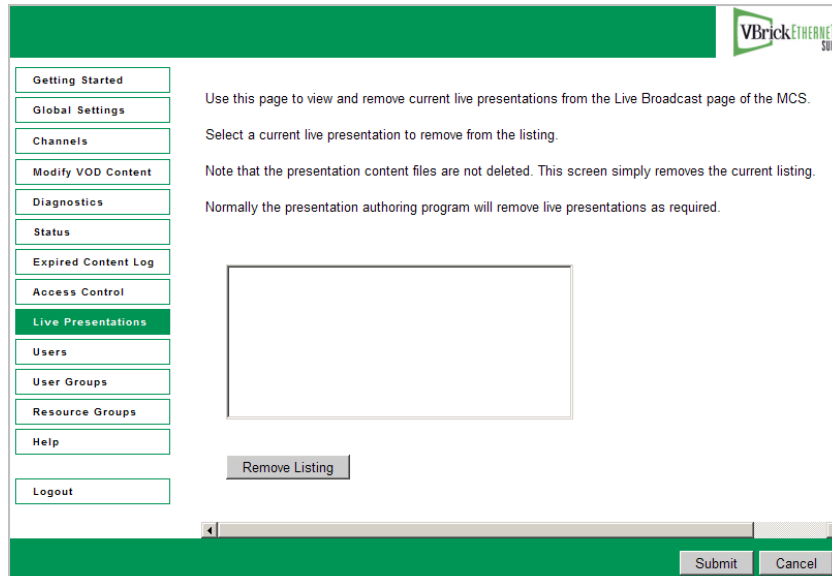 VBrick ETHERNE
SUI
Getting Started
Global Settings
Channels
Modify VOD Content
Diagnostics
Status
Expired Content Log
Access Control
Live Presentations
Users
User Groups
Resource Groups
Help
Logout
Use this page to view and remove current live presentations from the Live Broadcast page of the MCS.
Select a current live presentation to remove from the listing.
Note that the presentation content files are not deleted. This screen simply removes the current listing.
Normally the presentation authoring program will remove live presentations as required.
Remove Listing
Submit
Cancel